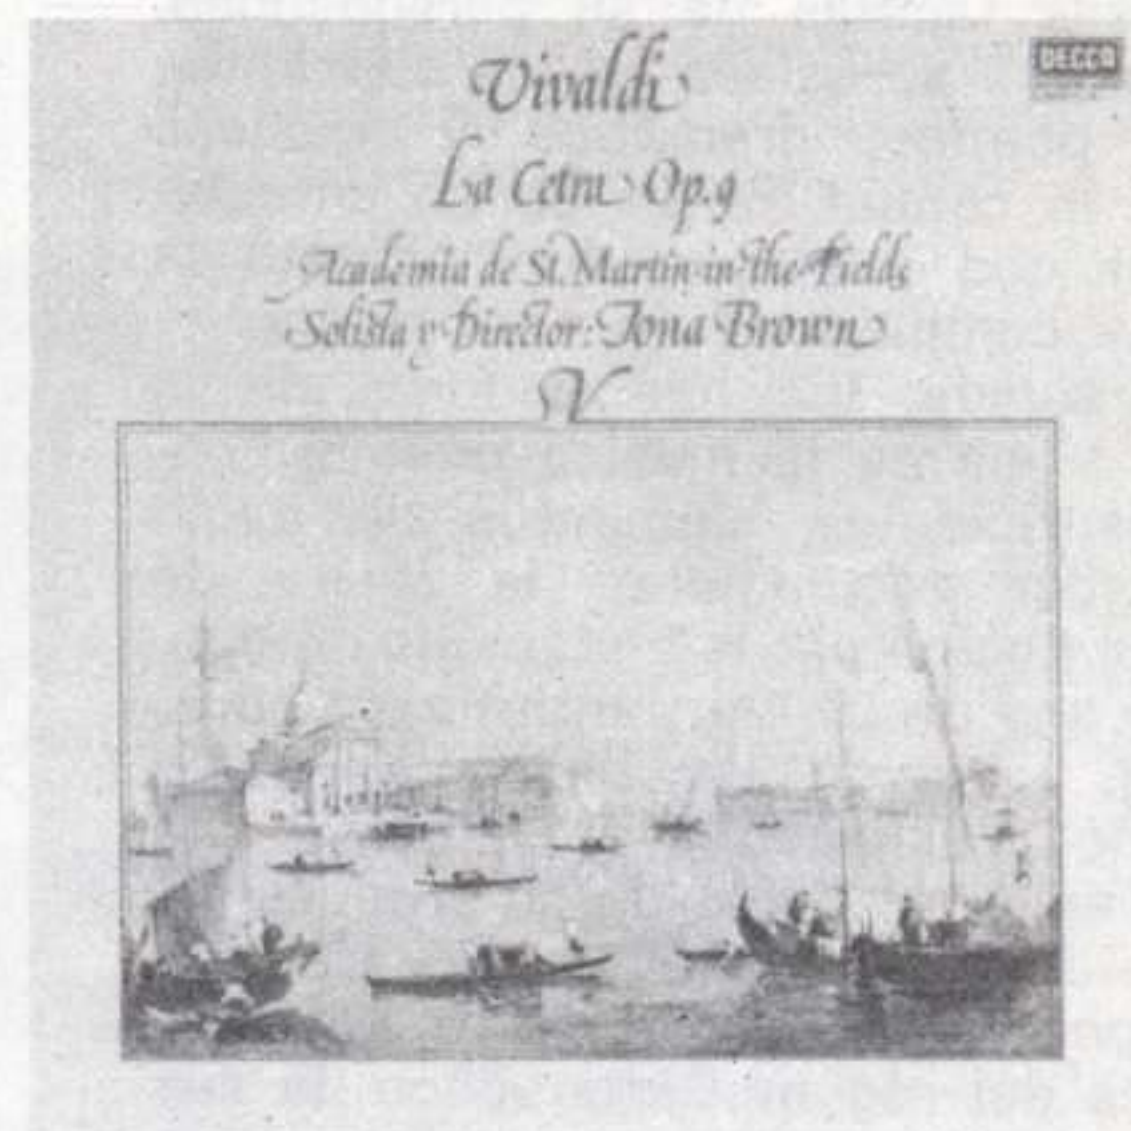 Vivaldi
DECCA
La Cetra Op.9
Academia de St. Martin-in-the-Fields
Solista y Director: Iona Brown
V